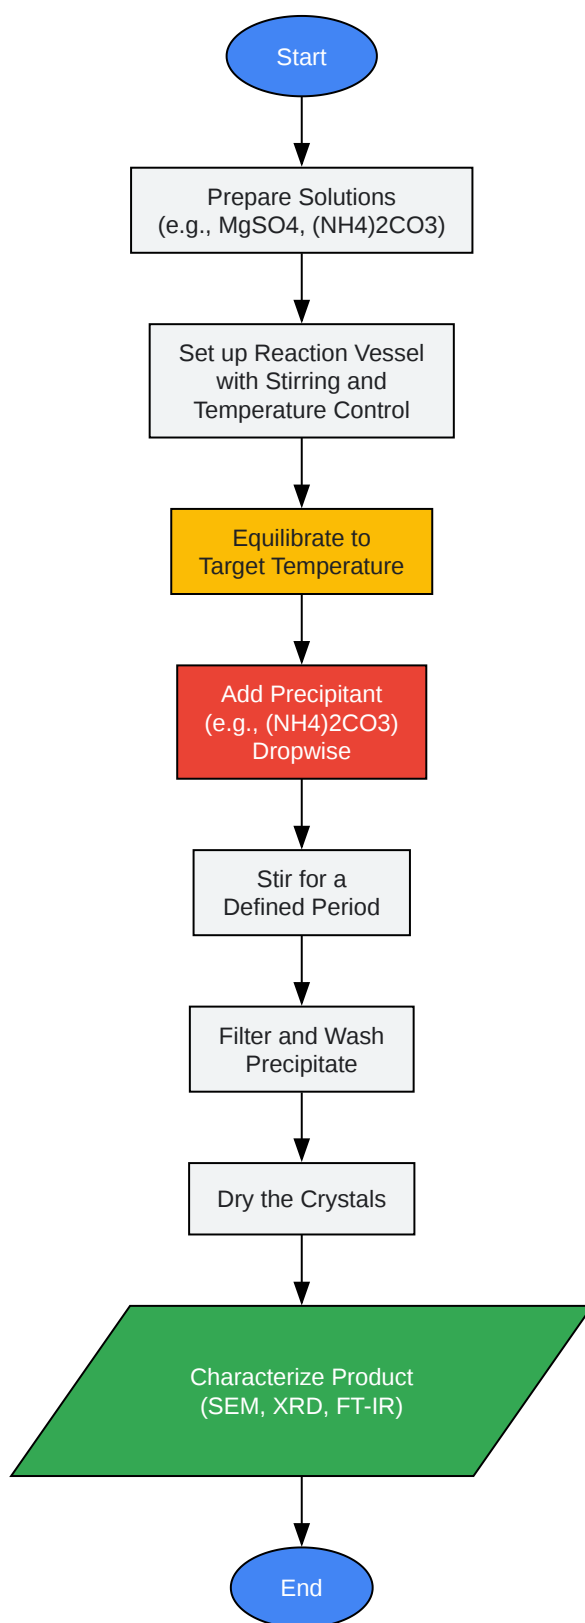 Start
Prepare Solutions
(e.g., MgSO4, (NH4)2CO3)
Set up Reaction Vessel
with Stirring and
Temperature Control
Equilibrate to
Target Temperature
Add Precipitant
(e.g., (NH4)2CO3)
Dropwise
Stir for a
Defined Period
Filter and Wash
Precipitate
Dry the Crystals
Characterize Product
(SEM, XRD, FT-IR)
End